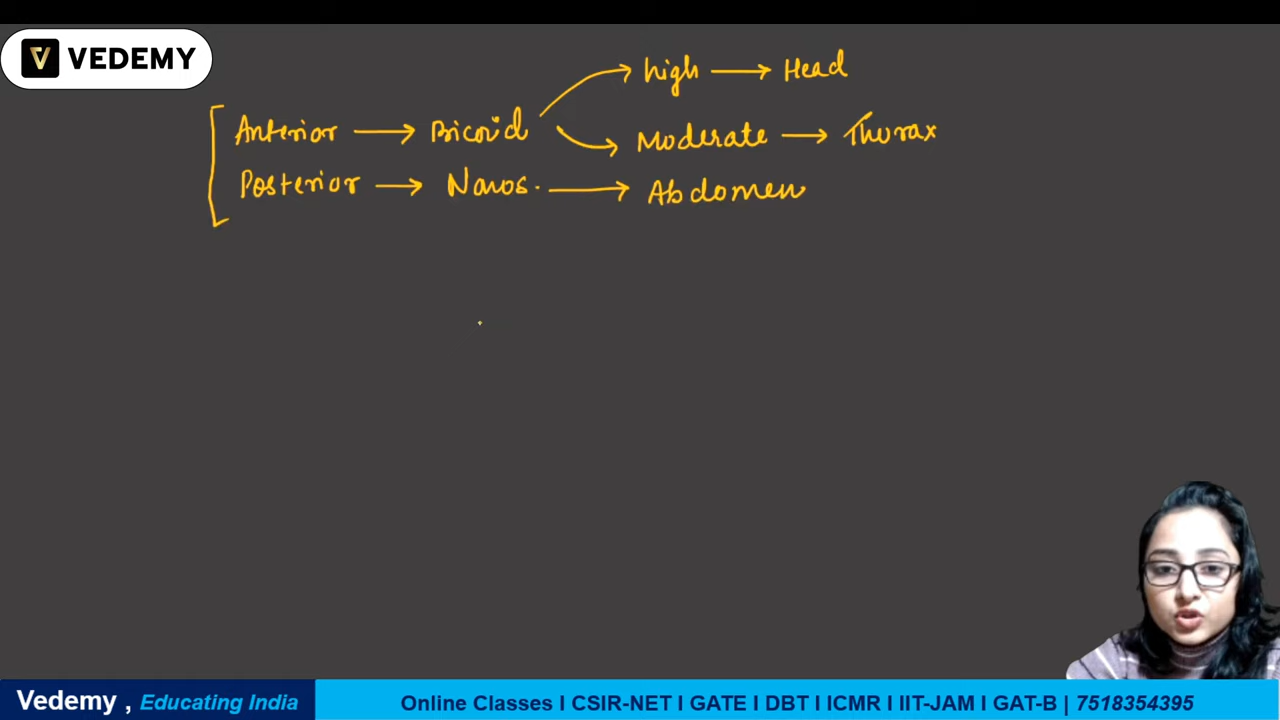 VEDEMY
high → Head
Anterior → Bicoid
Moderate → Thorax
Posterior → Nanos. → Abdomen
Vedemy , Educating India
Online Classes I CSIR-NET I GATE I DBT I ICMR I IIT-JAM I GAT-B | 7518354395